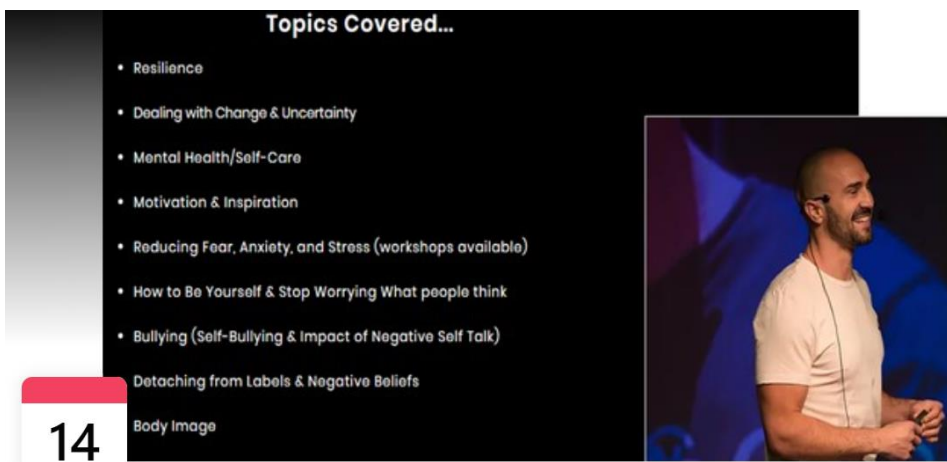 Topics Covered...
• Resilience
• Dealing with Change & Uncertainty
• Mental Health/Self-Care
• Motivation & Inspiration
• Reducing Fear, Anxiety, and Stress (workshops available)
• How to Be Yourself & Stop Worrying What people think
• Bullying (Self-Bullying & Impact of Negative Self Talk)
Detaching from Labels & Negative Beliefs
Body Image
14